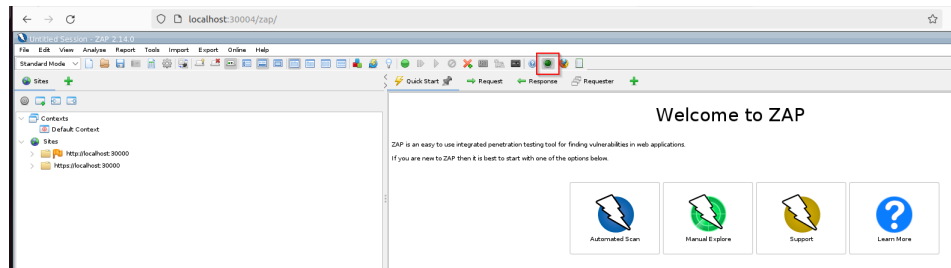 localhost:30004/zap/
Untitled Session - ZAP 2.14.0
File Edit View Analyse Report Tools Import Export Online Help
Standard Mode
Sites
Quick Start Request Response Requester
Contexts
Default Context
Sites
http://localhost:30000
https://localhost:30000
Welcome to ZAP
ZAP is an easy to use integrated penetration testing tool for finding vulnerabilities in web applications.
If you are new to ZAP then it is best to start with one of the options below.
Automated Scan Manual Explore Support Learn More